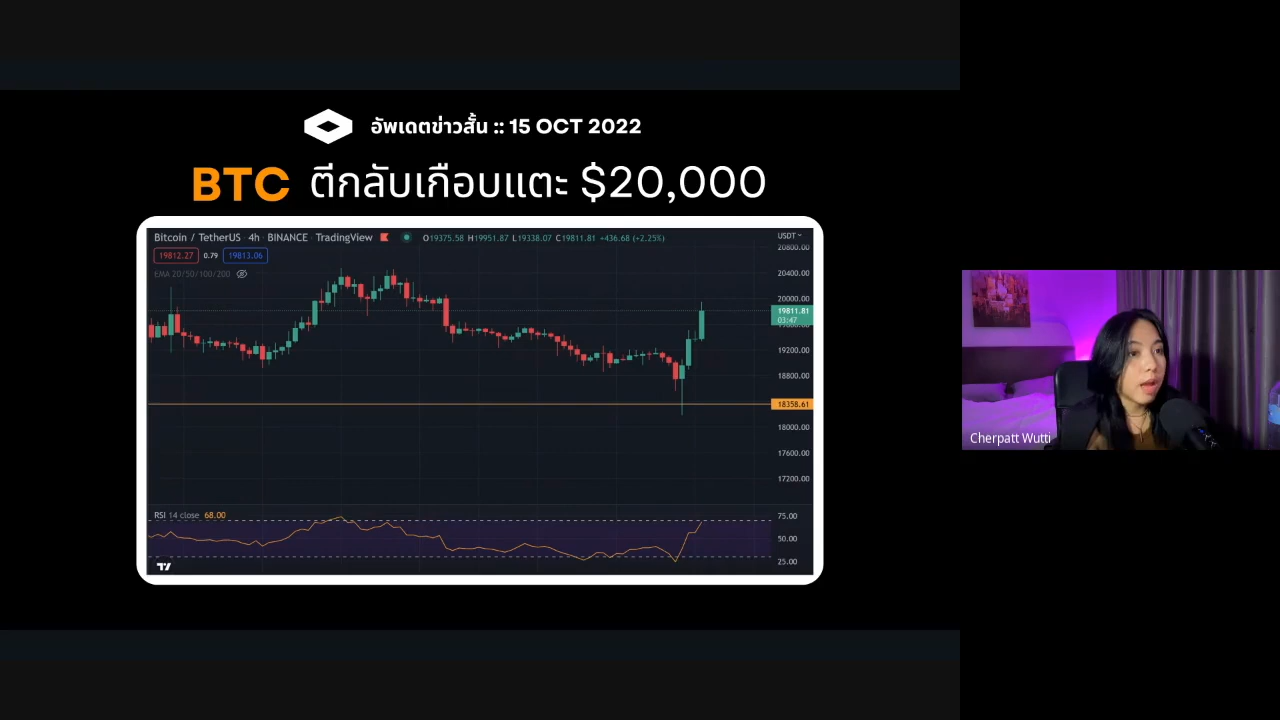 อัพเดตข่าวสั้น :: 15 OCT 2022
BTC ตีกลับเกือบแตะ $20,000
Bitcoin / TetherUS 4h · BINANCE · TradingView O19375.58 H19951.87 L19338.07 C19811.81 +436.68 (+2.25%)
USDT
19812.27 0.79 19813.06
EMA 20/50/100/200
20800.00
20400.00
20000.00
19811.81
03:47
19200.00
18800.00
18358.61
18000.00
17600.00
17200.00
RSI 14 close 68.00
75.00
50.00
25.00
Cherpatt Wutti